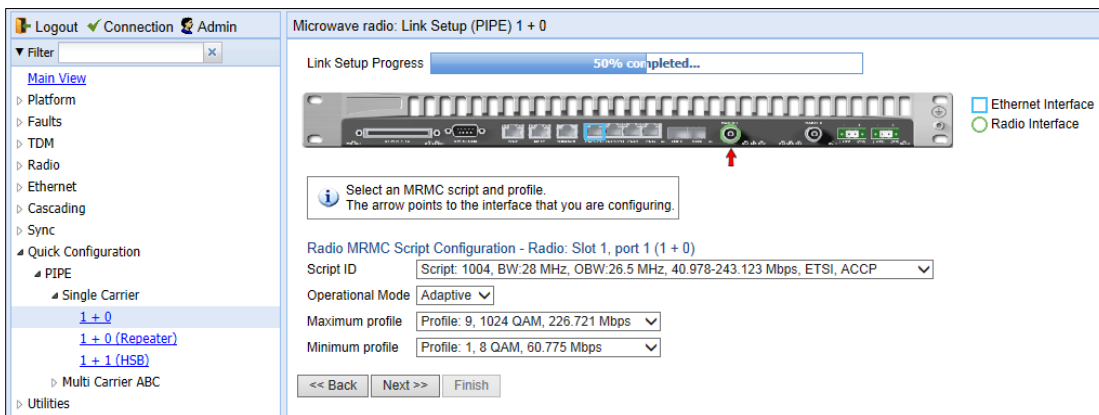 Logout Connection Admin
Filter
Main View
Platform
Faults
TDM
Radio
Ethernet
Cascading
Sync
Quick Configuration
PIPE
Single Carrier
1 + 0
1 + 0 (Repeater)
1 + 1 (HSB)
Multi Carrier ABC
Utilities
Microwave radio: Link Setup (PIPE) 1 + 0
Link Setup Progress 50% completed...
Ethernet Interface
Radio Interface
Select an MRMC script and profile.
The arrow points to the interface that you are configuring.
Radio MRMC Script Configuration - Radio: Slot 1, port 1 (1 + 0)
Script ID Script: 1004, BW:28 MHz, OBW:26.5 MHz, 40.978-243.123 Mbps, ETSI, ACCP
Operational Mode Adaptive
Maximum profile Profile: 9, 1024 QAM, 226.721 Mbps
Minimum profile Profile: 1, 8 QAM, 60.775 Mbps
<< Back Next >> Finish